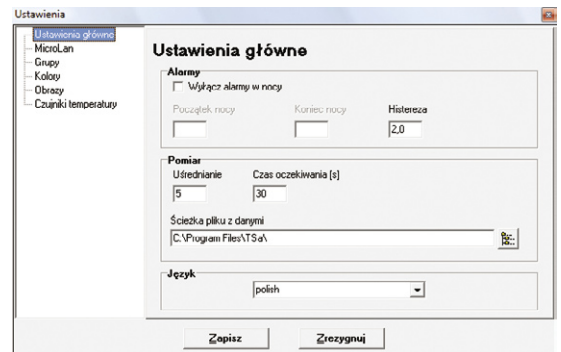 Ustawienia
Ustawienia główne
MicroLan
Grupy
Kolory
Obrazy
Czujniki temperatury
Ustawienia główne
Alarmy
Wyłącz alarmy w nocy
Początek nocy Koniec nocy Histereza
2,0
Pomiar
Uśrednianie Czas oczekiwania [s]
5 30
Ścieżka pliku z danymi
C:\Program Files\TSa\
Język
polish
Zapisz Zrezygnuj